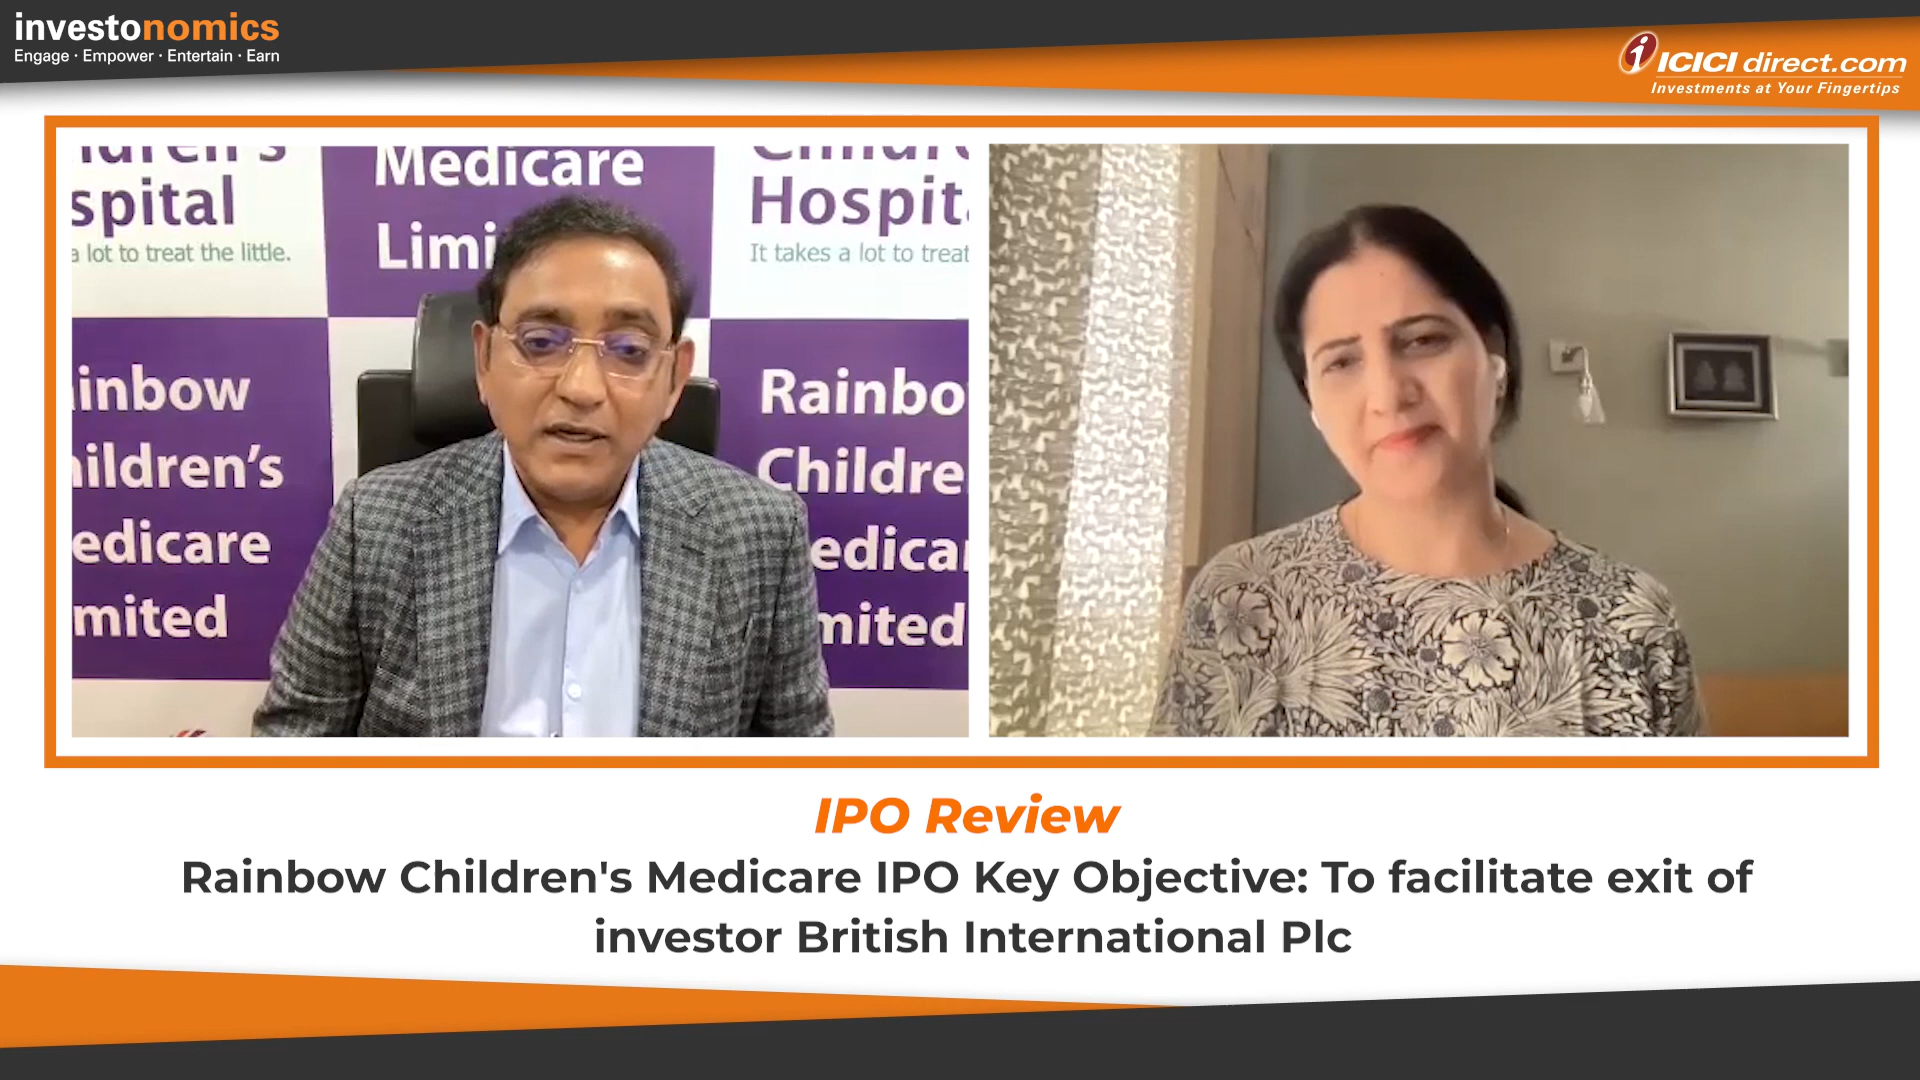 investonomics
Engage · Empower · Entertain · Earn
ICICI direct.com
Investments at Your Fingertips
spital
a lot to treat the little.
Medicare
Limi
Hospit
It takes a lot to treat
inbow
ildren's
edicare
mited
Rainbo
Childre
edica
mited
IPO Review
Rainbow Children's Medicare IPO Key Objective: To facilitate exit of
investor British International Plc